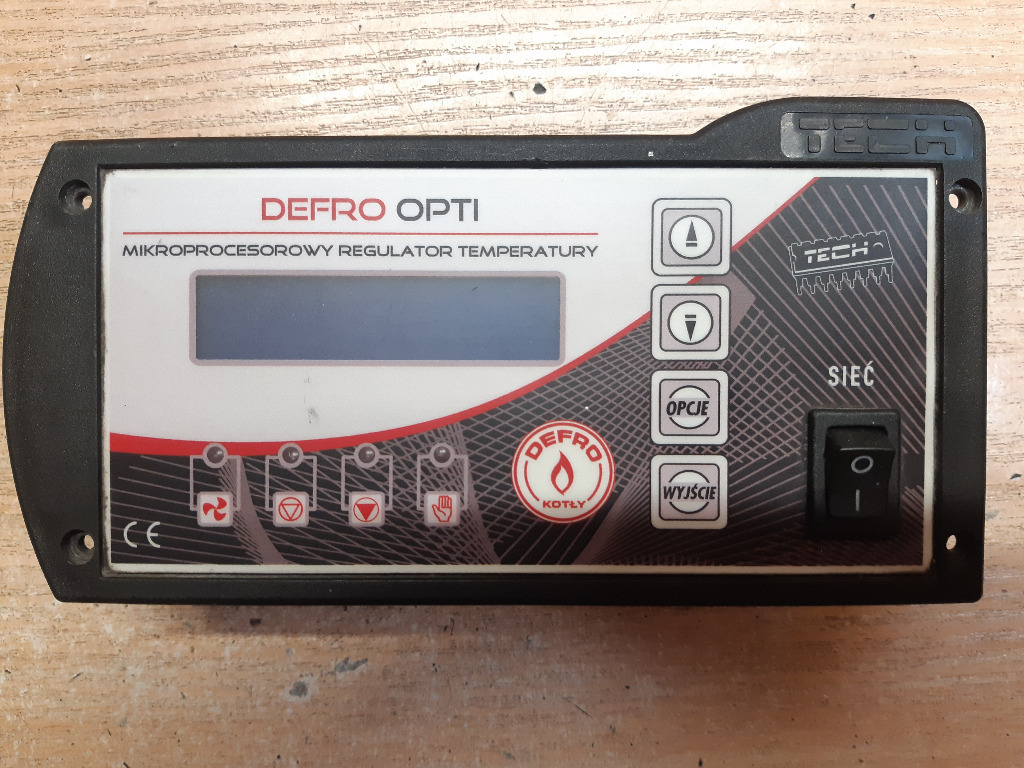 TECH
DEFRO OPTI
MIKROPROCESOROWY REGULATOR TEMPERATURY
TECH
SIEĆ
OPCJE
DEFRO
KOTŁY
WYJŚCIE
O
I
CE